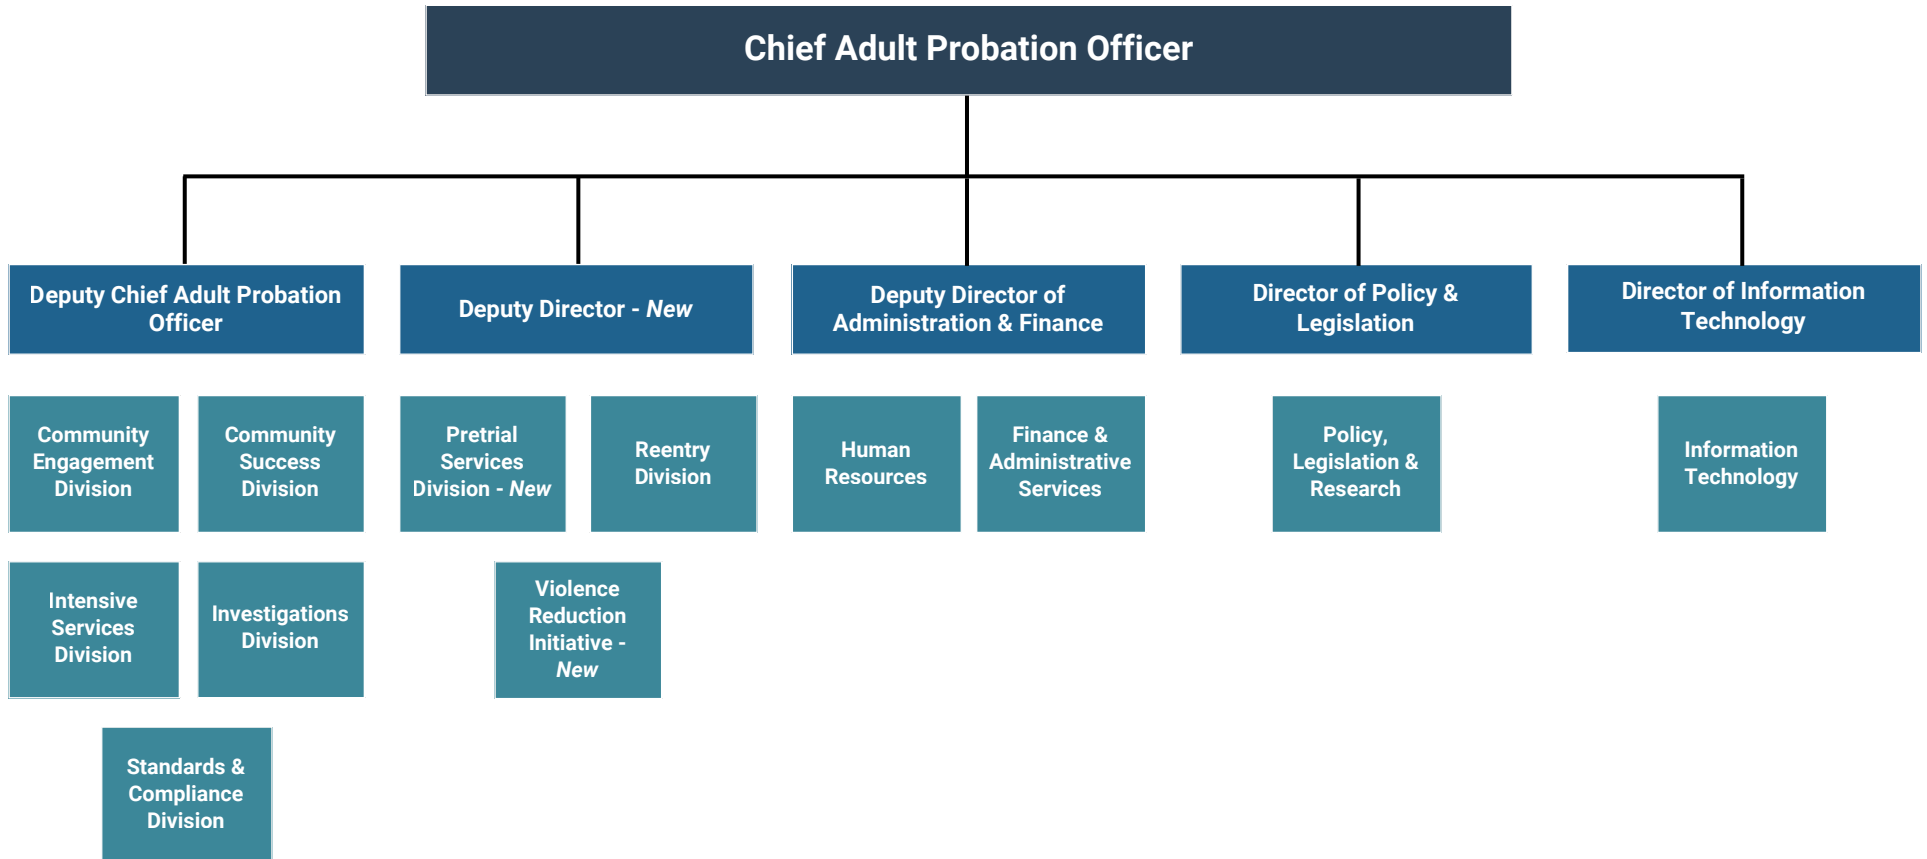 Chief Adult Probation Officer
Deputy Chief Adult Probation
Officer
Deputy Director - New
Deputy Director of
Administration & Finance
Director of Policy &
Legislation
Director of Information
Technology
Community
Engagement
Division
Community
Success
Division
Pretrial
Services
Division - New
Reentry
Division
Human
Resources
Finance &
Administrative
Services
Policy,
Legislation &
Research
Information
Technology
Intensive
Services
Division
Investigations
Division
Violence
Reduction
Initiative -
New
Standards &
Compliance
Division